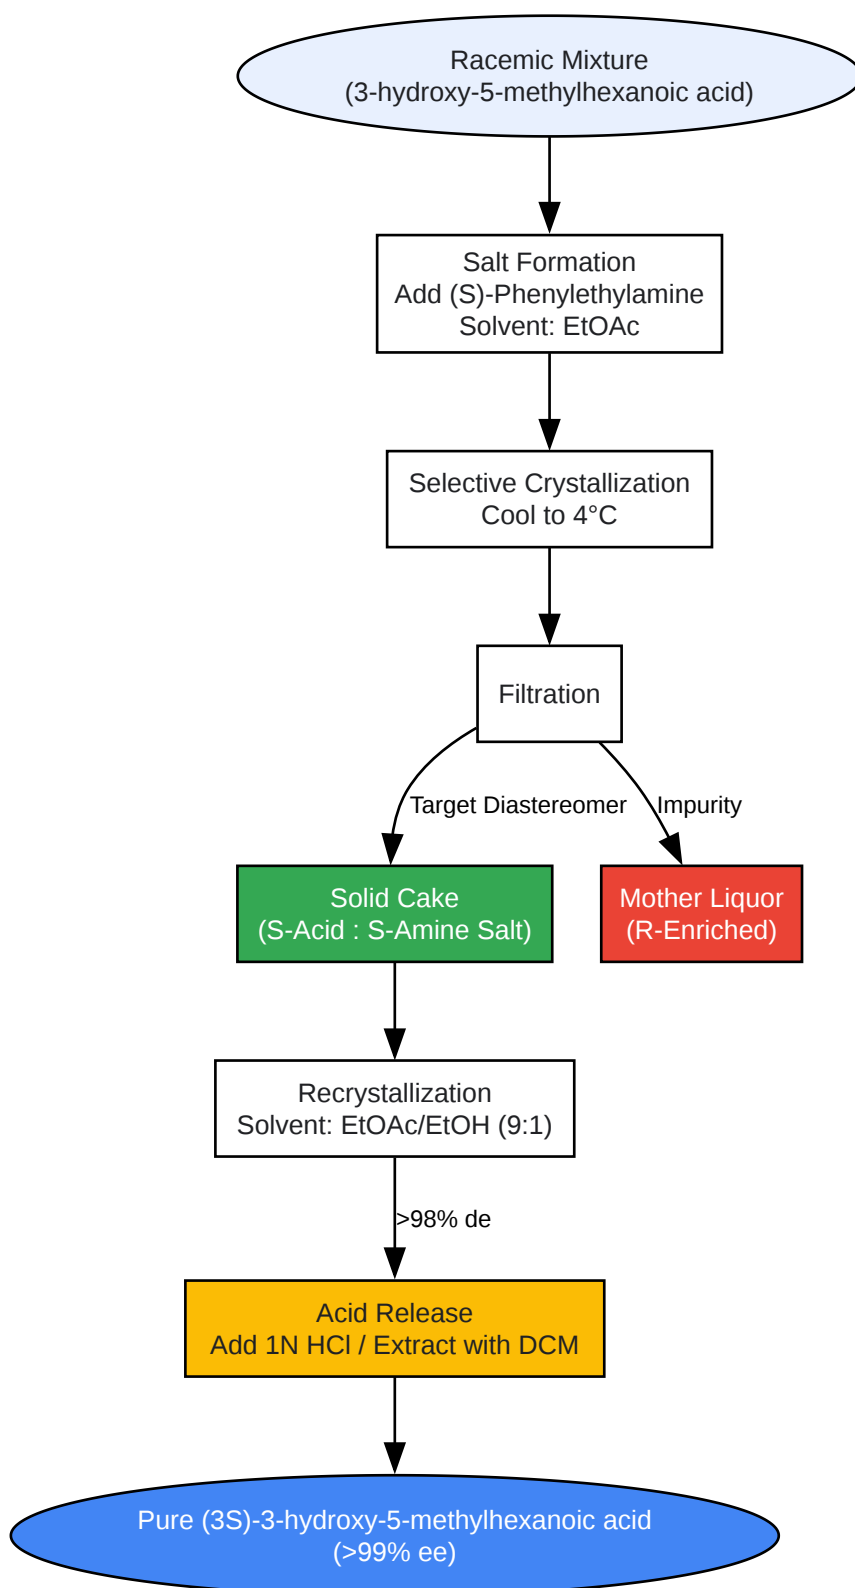 Racemic Mixture
(3-hydroxy-5-methylhexanoic acid)
Salt Formation
Add (S)-Phenylethylamine
Solvent: EtOAc
Selective Crystallization
Cool to 4°C
Filtration
Target Diastereomer
Impurity
Solid Cake
(S-Acid : S-Amine Salt)
Mother Liquor
(R-Enriched)
Recrystallization
Solvent: EtOAc/EtOH (9:1)
>98% de
Acid Release
Add 1N HCl / Extract with DCM
Pure (3S)-3-hydroxy-5-methylhexanoic acid
(>99% ee)